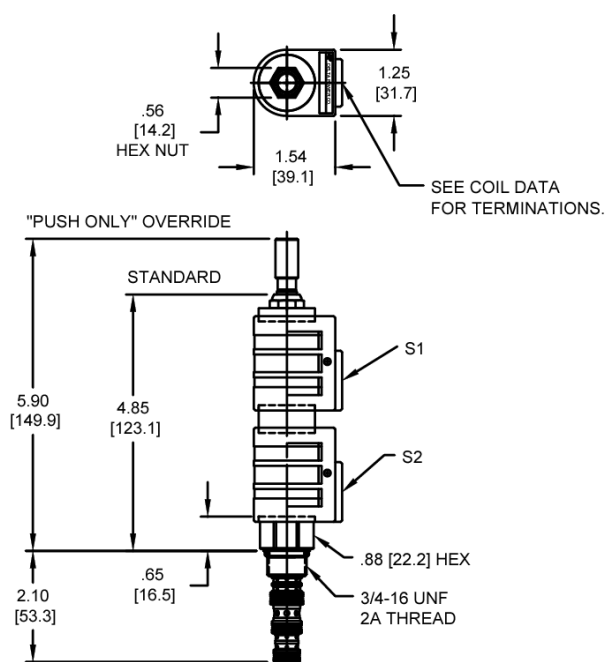 1.25
[31.7]
.56
[14.2]
HEX NUT
1.54
[39.1]
SEE COIL DATA
FOR TERMINATIONS.
"PUSH ONLY" OVERRIDE
STANDARD
S1
5.90
[149.9]
4.85
[123.1]
S2
.88 [22.2] HEX
.65
[16.5]
2.10
[53.3]
3/4-16 UNF
2A THREAD